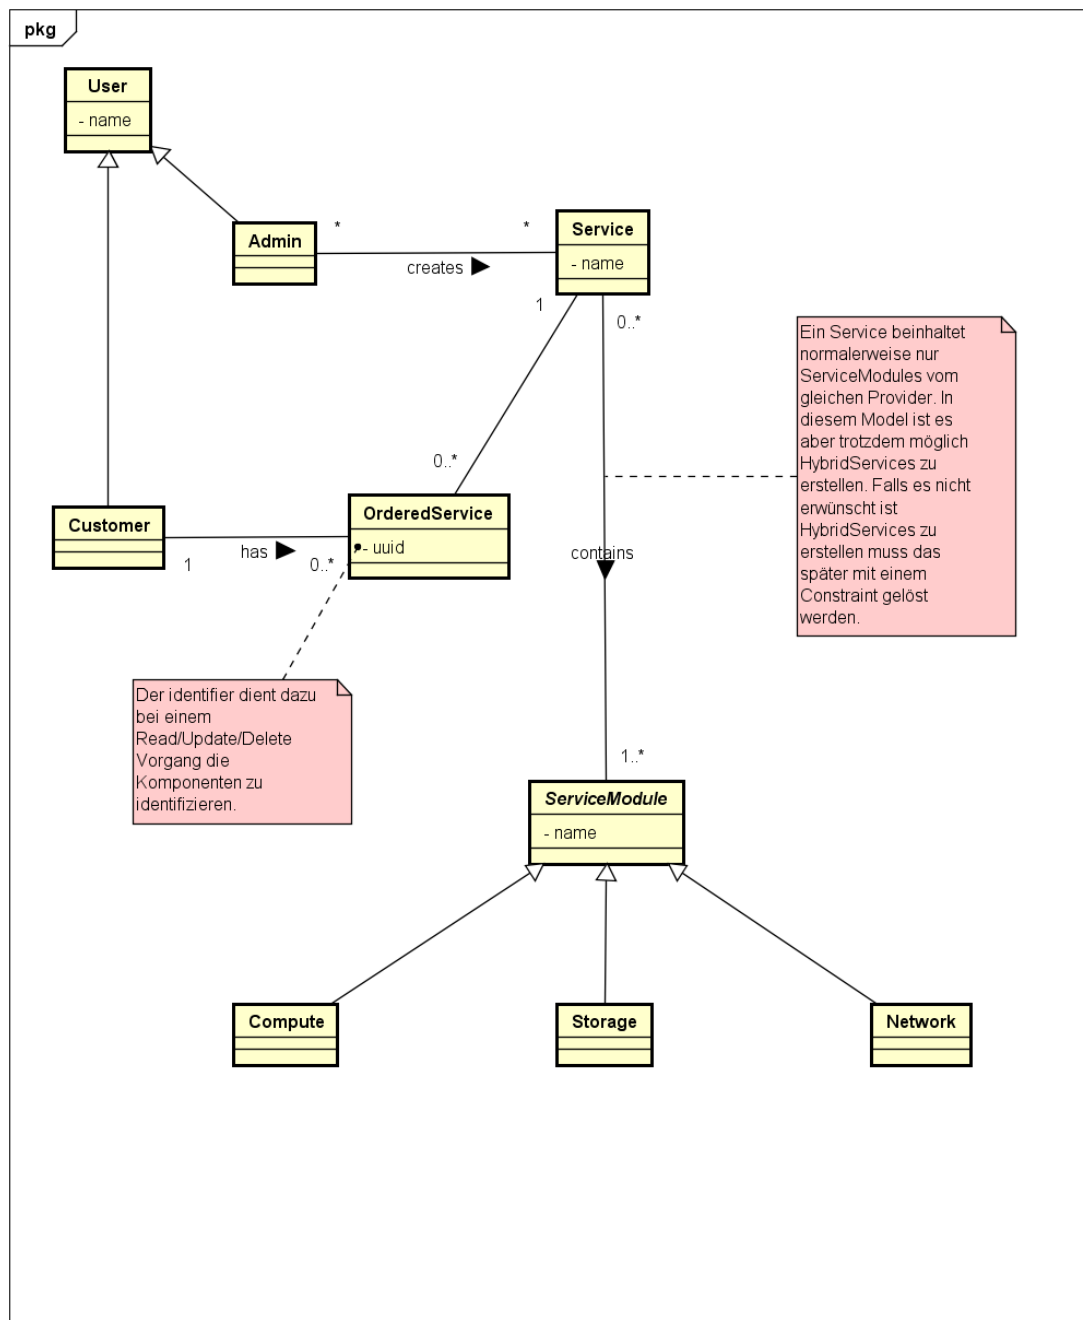 pkg
User
- name
Admin
*
*
creates
Service
- name
1
0..*
Ein Service beinhaltet
normalerweise nur
ServiceModules vom
gleichen Provider. In
diesem Model ist es
aber trotzdem möglich
HybridServices zu
erstellen. Falls es nicht
erwünscht ist
HybridServices zu
erstellen muss das
später mit einem
Constraint gelöst
werden.
0..*
Customer
1
has
0..*
OrderedService
- uuid
contains
Der identifier dient dazu
bei einem
Read/Update/Delete
Vorgang die
Komponenten zu
identifizieren.
1..*
ServiceModule
- name
Compute
Storage
Network